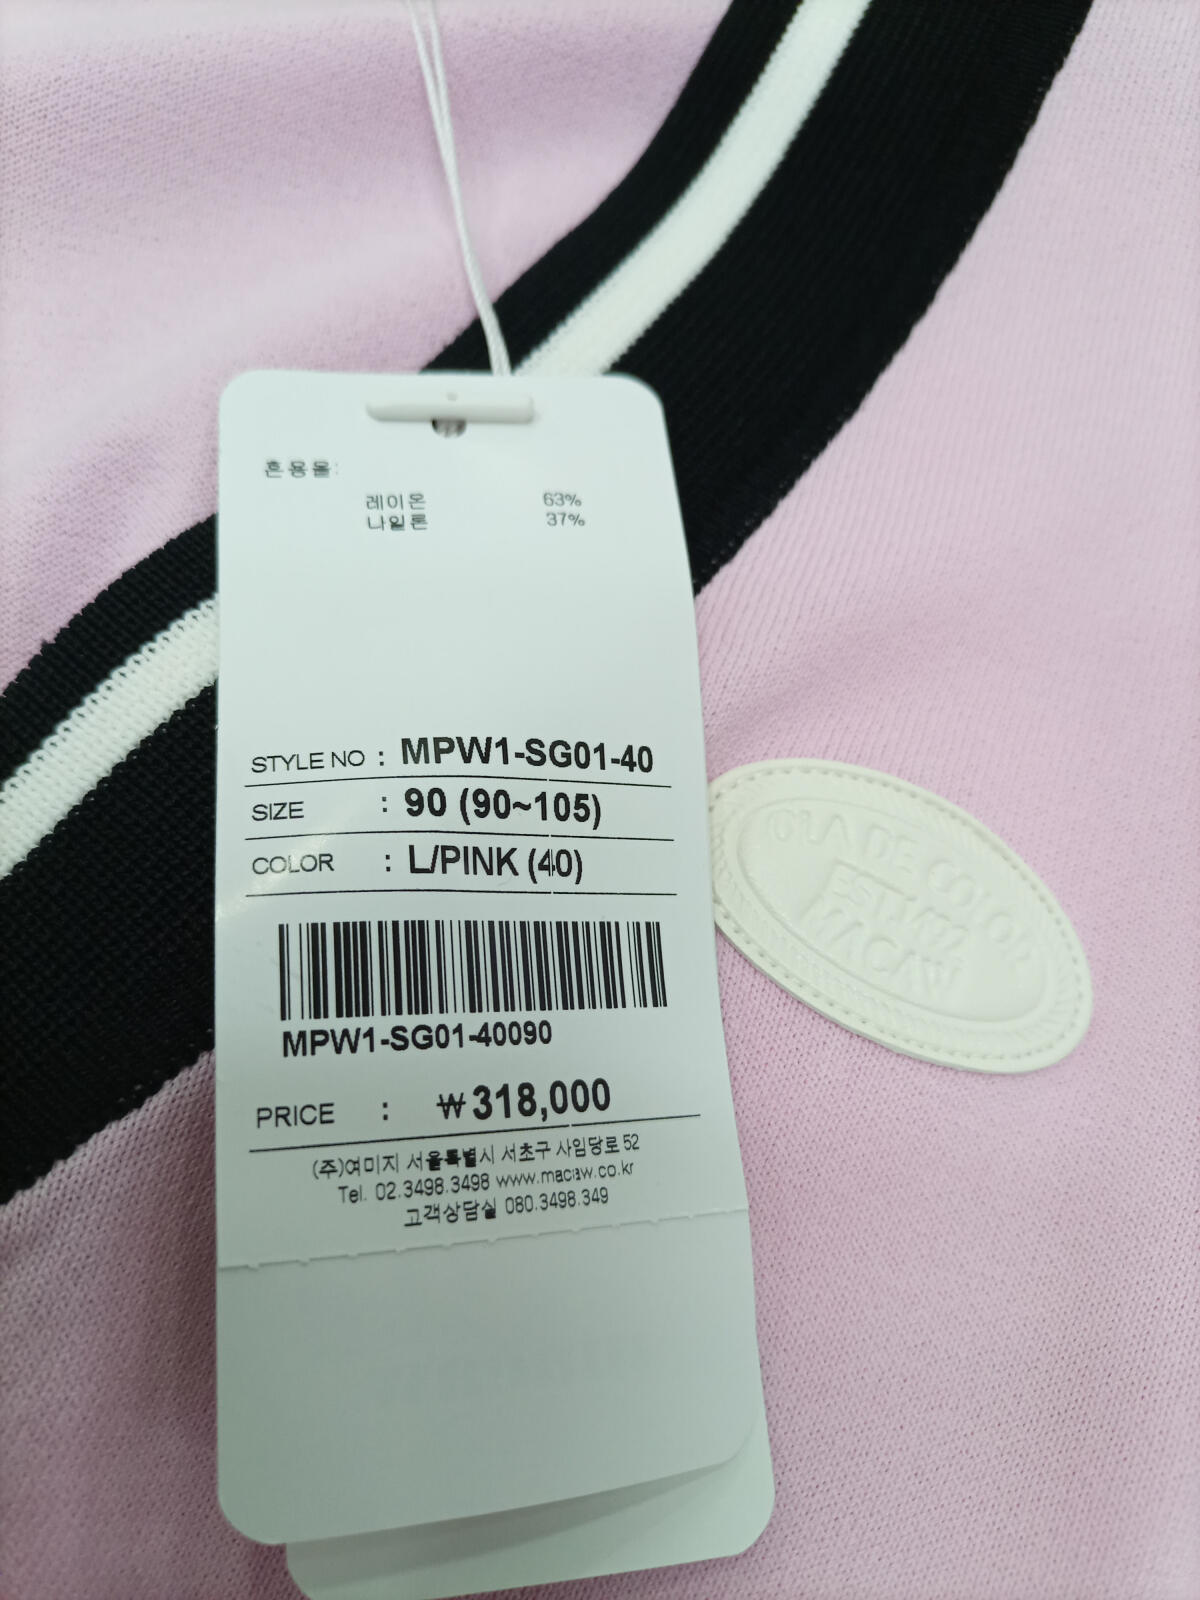 혼용율:
레이온 63%
나일론 37%
STYLE NO : MPW1-SG01-40
SIZE : 90 (90~105)
COLOR : L/PINK (40)
MPW1-SG01-40090
PRICE : ₩318,000
(주)여미지 서울특별시 서초구 사임당로 52
Tel. 02.3498.3498 www.macaw.co.kr
고객상담실 080.3498.349
OLA DE COLOR
MACAW